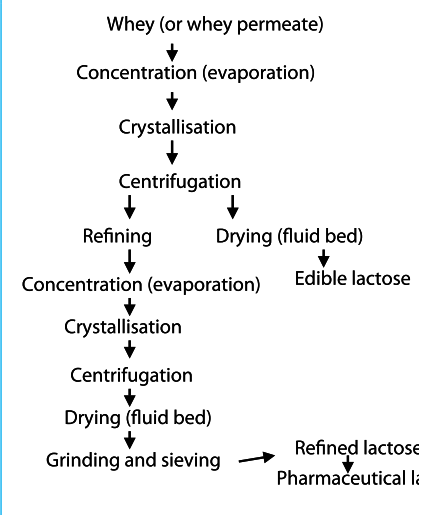 Whey (or whey permeate)
Concentration (evaporation)
Crystallisation
Centrifugation
Refining Drying (fluid bed)
Concentration (evaporation) Edible lactose
Crystallisation
Centrifugation
Drying (fluid bed)
Grinding and sieving Refined lactose
Pharmaceutical